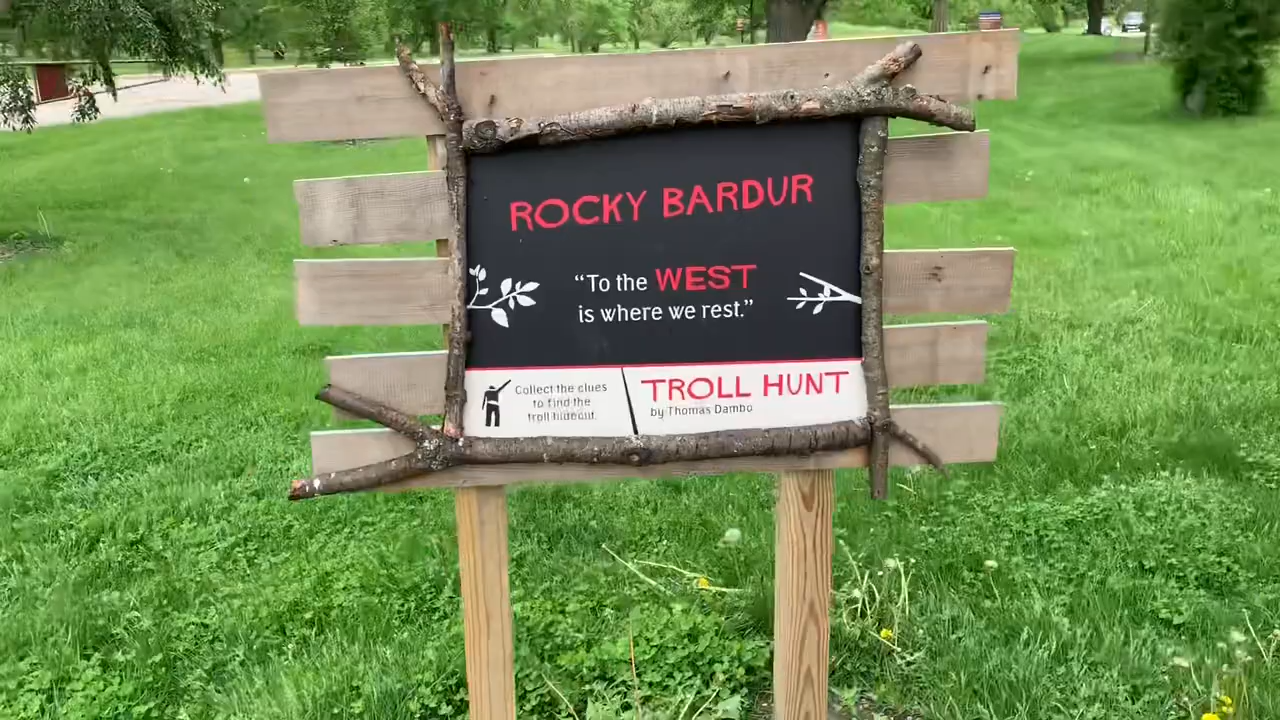 ROCKY BARDUR
“To the WEST
is where we rest.”
Collect the clues
to find the
troll hideout.
TROLL HUNT
by Thomas Dambo